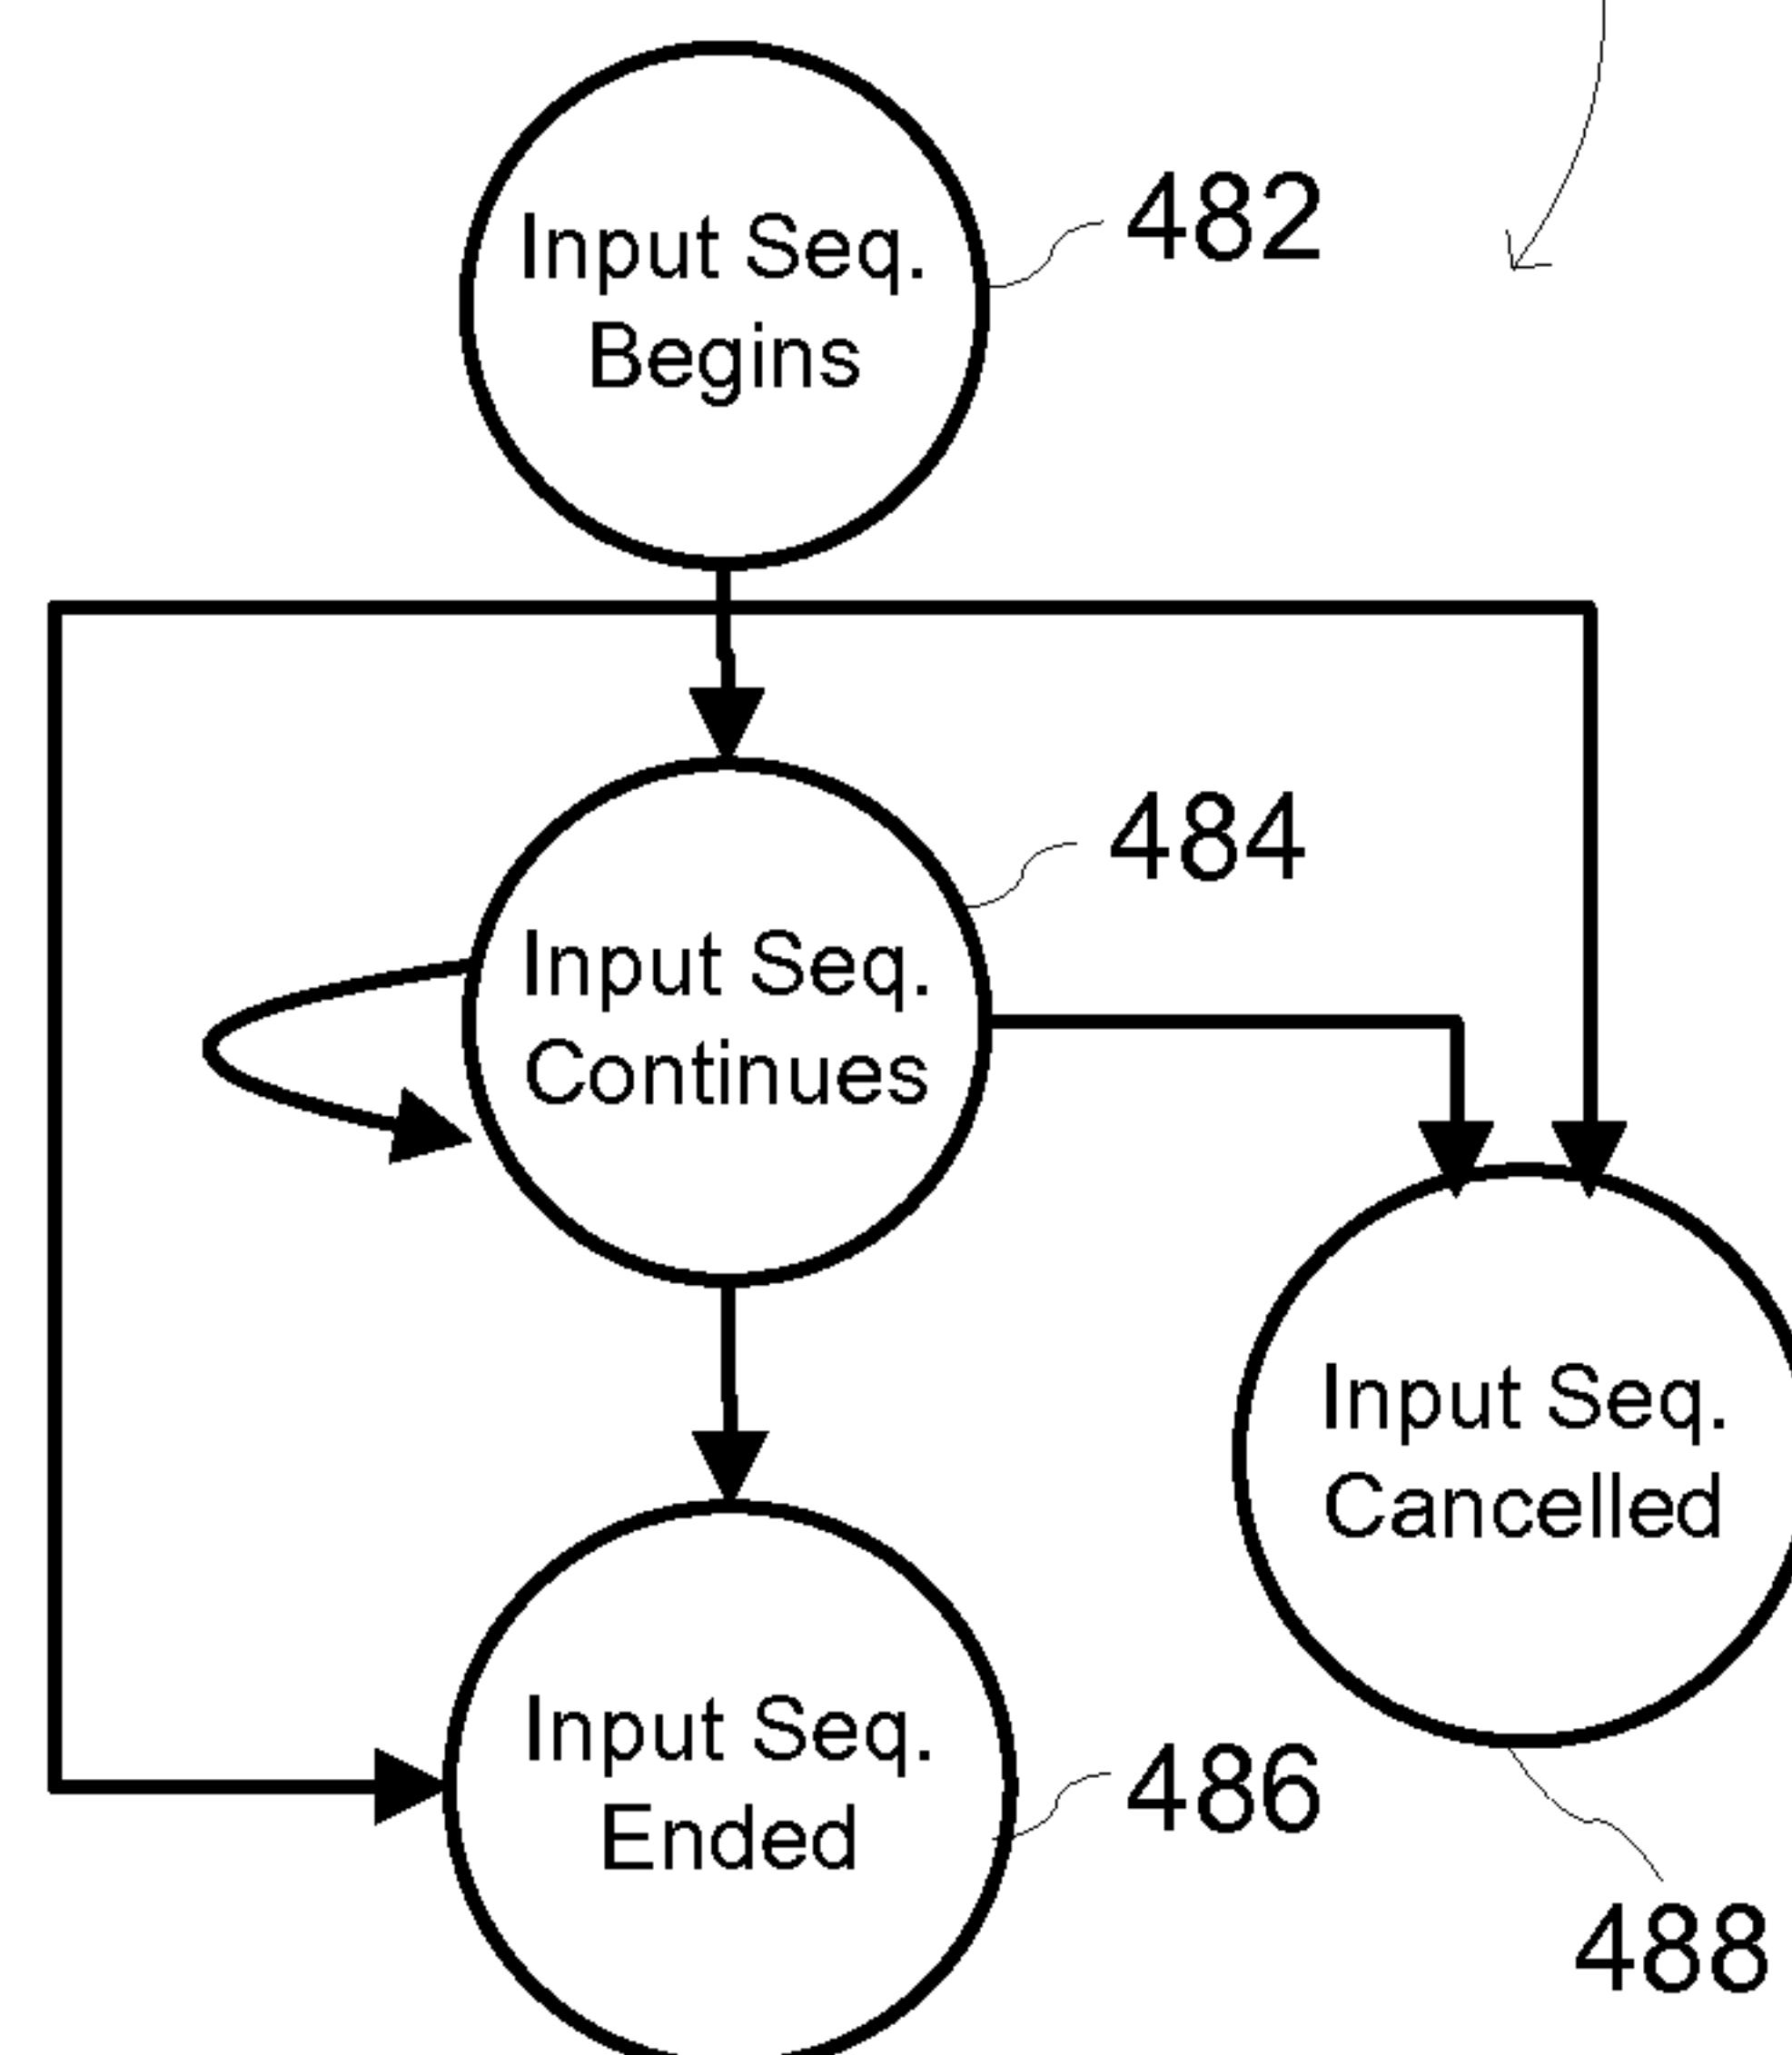 Input Seq.
Begins
482
484
Input Seq.
Continues
Input Seq.
Cancelled
Input Seq.
Ended
486
488